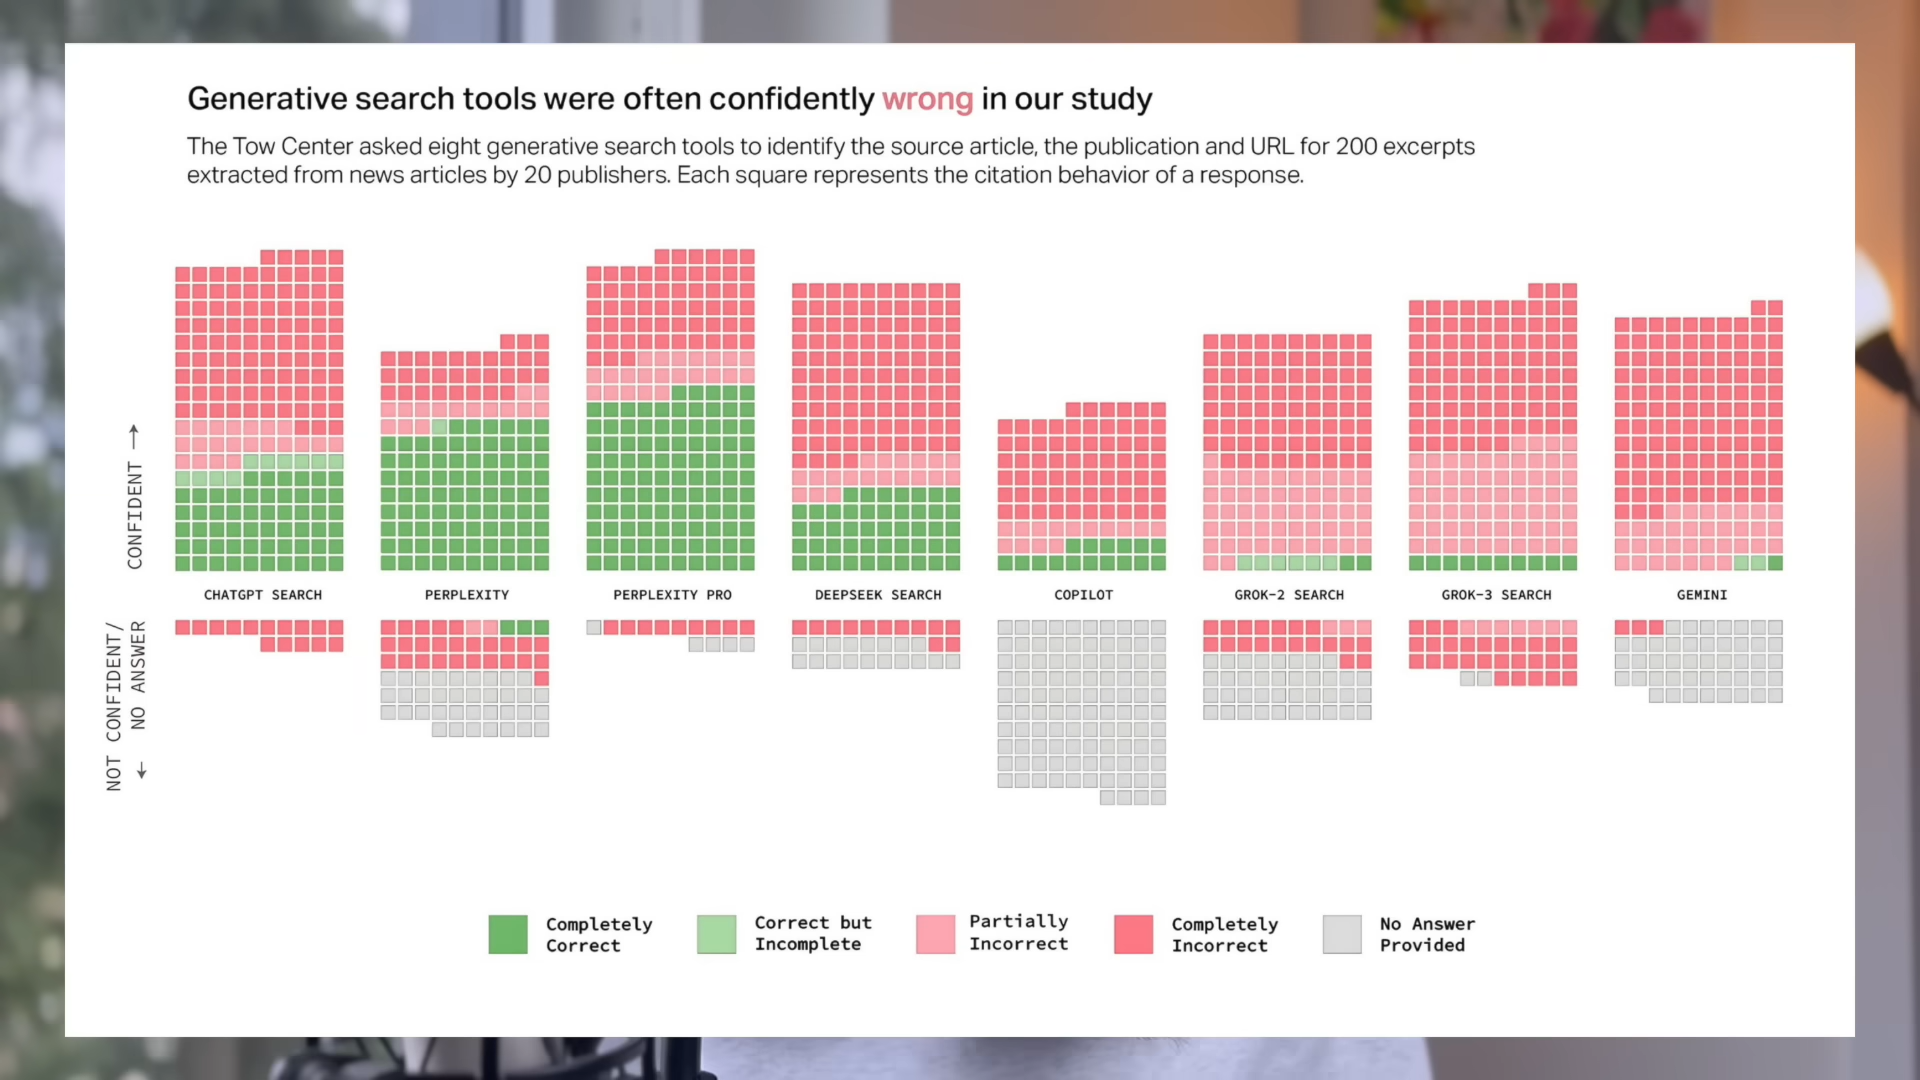 Generative search tools were often confidently wrong in our study
The Tow Center asked eight generative search tools to identify the source article, the publication and URL for 200 excerpts
extracted from news articles by 20 publishers. Each square represents the citation behavior of a response.
CONFIDENT →
CHATGPT SEARCH
PERPLEXITY
PERPLEXITY PRO
DEEPSEEK SEARCH
COPILOT
GROK-2 SEARCH
GROK-3 SEARCH
GEMINI
NOT CONFIDENT/
← NO ANSWER
Completely
Correct
Correct but
Incomplete
Partially
Incorrect
Completely
Incorrect
No Answer
Provided